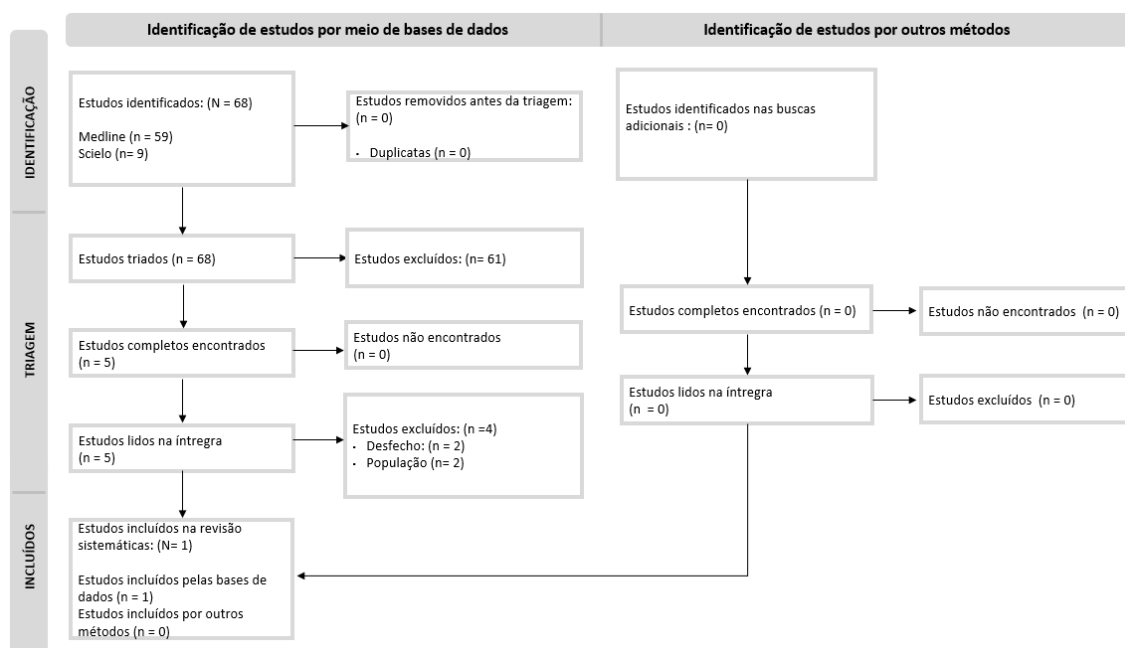 Identificação de estudos por meio de bases de dados
Identificação de estudos por outros métodos
IDENTIFICAÇÃO
Estudos identificados: (N = 68)
Medline (n = 59)
Scielo (n= 9)
Estudos removidos antes da triagem:
(n = 0)
• Duplicatas (n = 0)
Estudos identificados nas buscas
adicionais : (n= 0)
TRIAGEM
Estudos triados (n = 68)
Estudos excluídos: (n= 61)
Estudos completos encontrados
(n = 5)
Estudos não encontrados
(n = 0)
Estudos completos encontrados (n = 0)
Estudos não encontrados (n = 0)
Estudos lidos na íntregra
(n = 5)
Estudos excluídos: (n =4)
• Desfecho: (n = 2)
• População (n= 2)
Estudos lidos na íntregra
(n = 0)
Estudos excluídos (n = 0)
INCLUÍDOS
Estudos incluídos na revisão
sistemáticas: (N= 1)
Estudos incluídos pelas bases de
dados (n = 1)
Estudos incluídos por outros
métodos (n = 0)